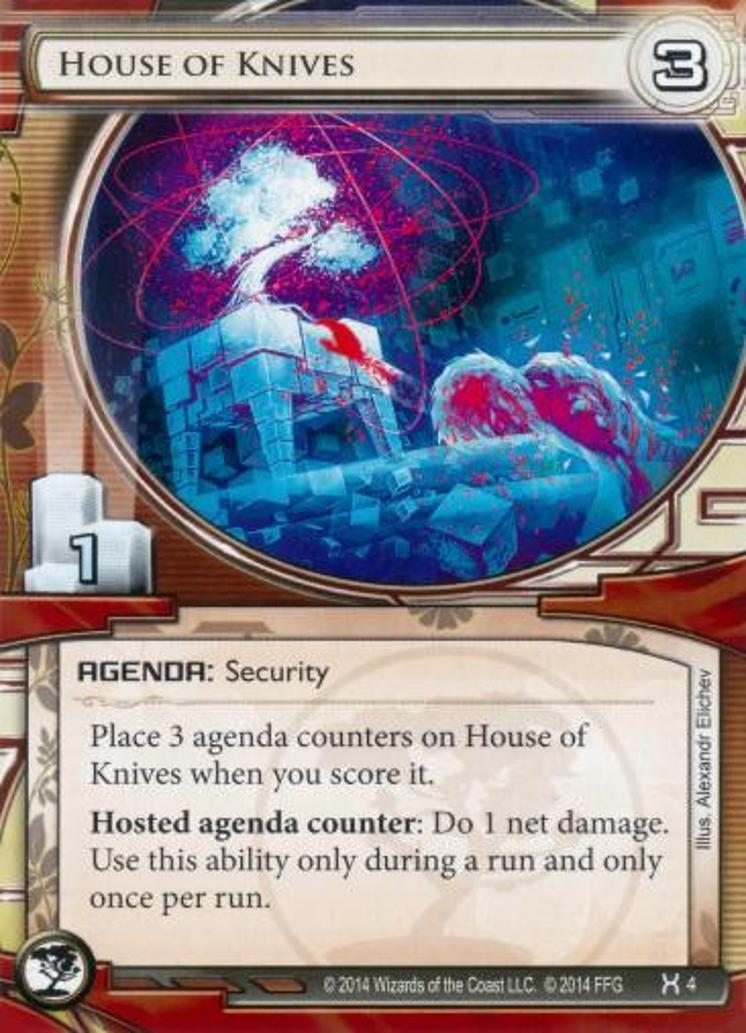 House of Knives
3
1
AGENDA: Security
Place 3 agenda counters on House of
Knives when you score it.
Hosted agenda counter: Do 1 net damage.
Use this ability only during a run and only
once per run.
Illus. Alexandr Elichev
© 2014 Wizards of the Coast LLC. © 2014 FFG
4